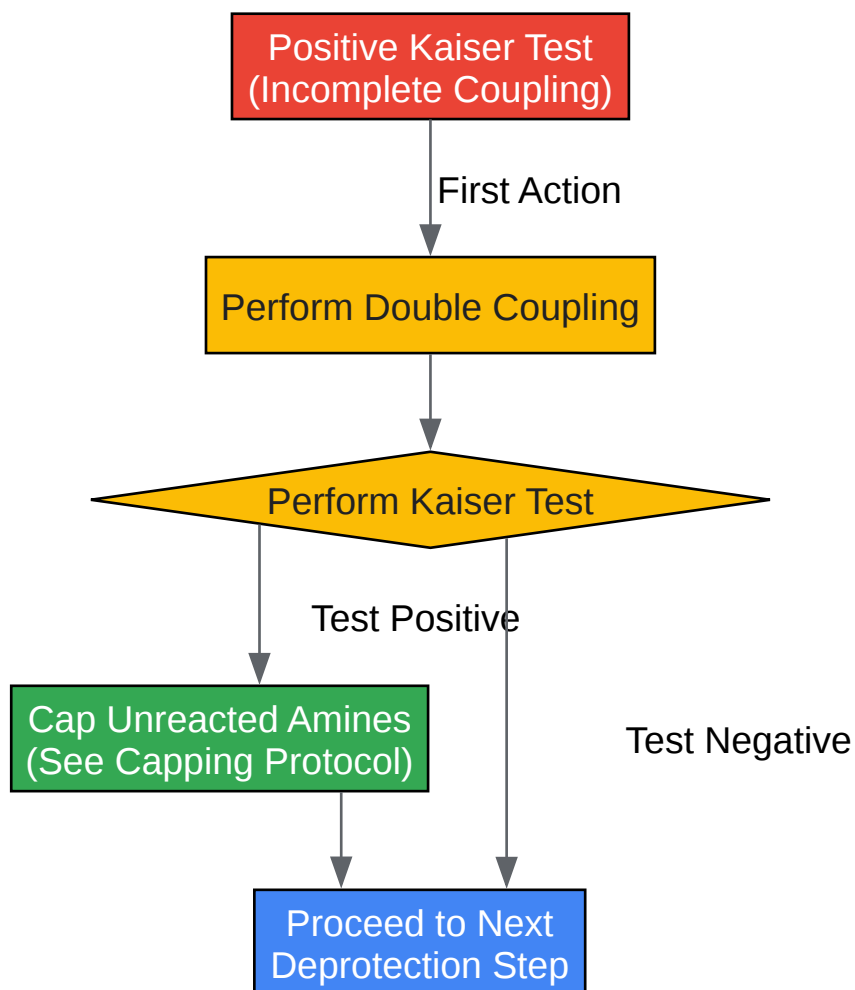 Positive Kaiser Test
(Incomplete Coupling)
First Action
Perform Double Coupling
Perform Kaiser Test
Test Positive
Cap Unreacted Amines
(See Capping Protocol)
Test Negative
Proceed to Next
Deprotection Step